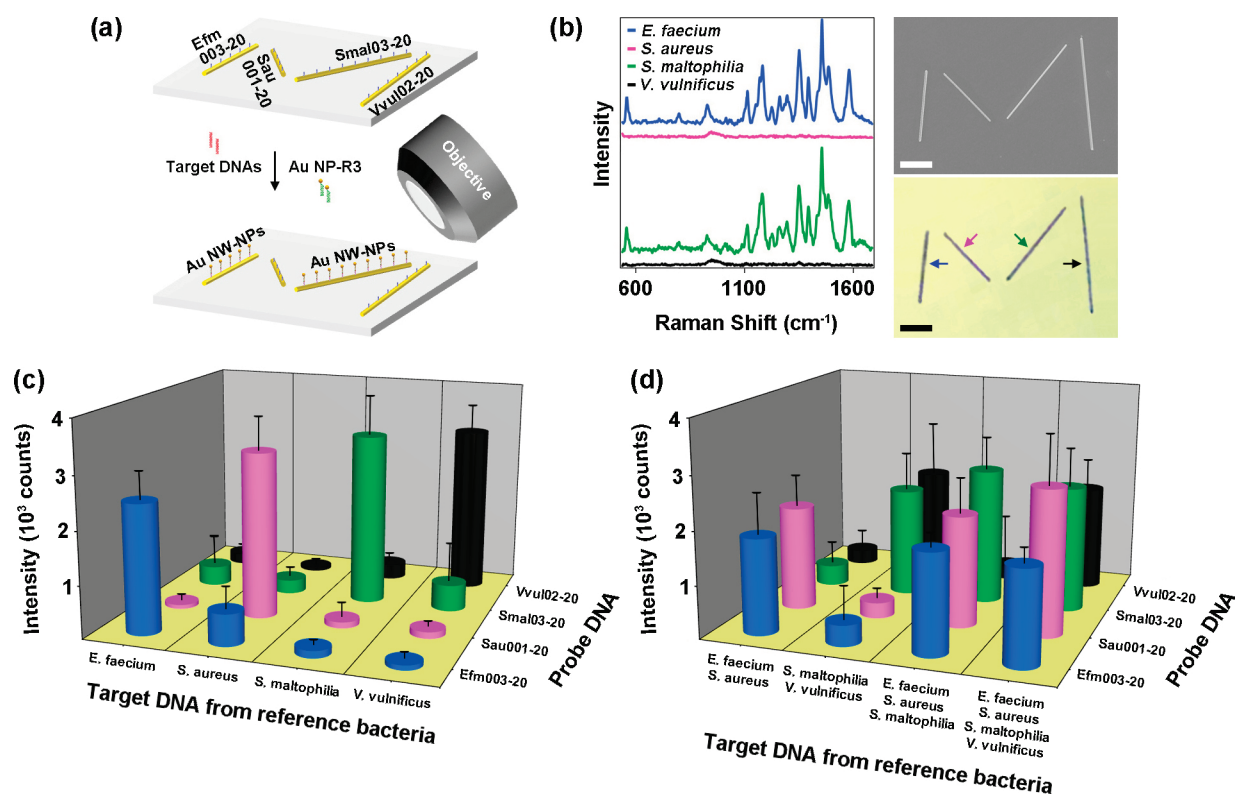 (a)
Efm
003-20
Sau
001-20
Smal03-20
Vvul02-20
Target DNAs
Au NP-R3
Objective
Au NW-NPs
Au NW-NPs
(b)
E. faecium
S. aureus
S. maltophilia
V. vulnificus
Intensity
600
1100
1600
Raman Shift (cm-1)
(c)
4
3
2
1
Intensity (10³ counts)
E. faecium
S. aureus
S. maltophilia
V. vulnificus
Target DNA from reference bacteria
Vvul02-20
Smal03-20
Sau001-20
Efm003-20
Probe DNA
(d)
4
3
2
1
Intensity (10³ counts)
E. faecium
S. aureus
S. maltophilia
V. vulnificus
E. faecium
S. aureus
S. maltophilia
E. faecium
S. aureus
S. maltophilia
V. vulnificus
Target DNA from reference bacteria
Vvul02-20
Smal03-20
Sau001-20
Efm003-20
Probe DNA